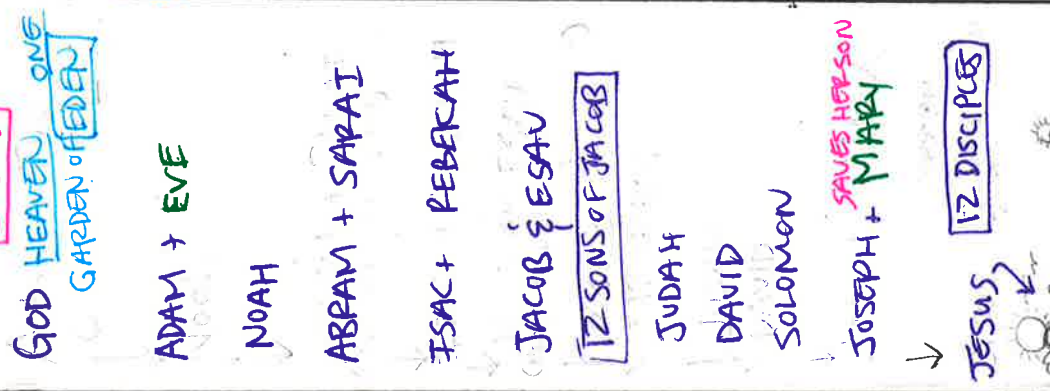 GOD HEAVEN ONE
GARDEN OF EDEN
ADAM + EVE
NOAH
ABRAM + SARAI
ISAC + REBEKAH
JACOB & ESAU
12 SONS OF JACOB
JUDAH
DAVID
SOLOMON
SAVES HER SON
JOSEPH + MARY
JESUS 12 DISCIPLES